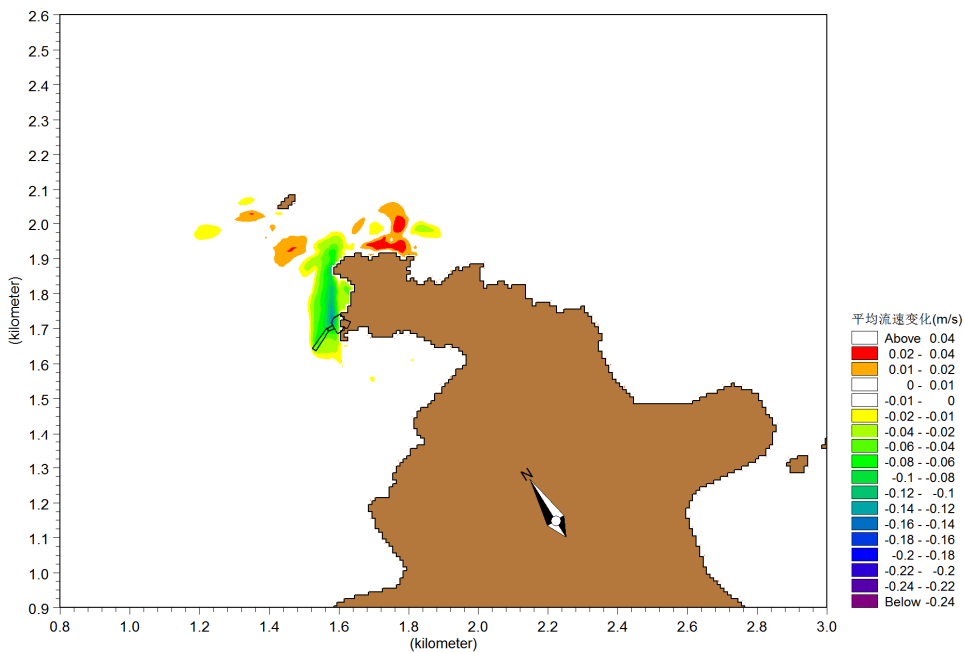 2.6
2.5
2.4
2.3
2.2
2.1
2.0
1.9
1.8
1.7
1.6
1.5
1.4
1.3
1.2
1.1
1.0
0.9
(kilometer)
0.8 1.0 1.2 1.4 1.6 1.8 2.0 2.2 2.4 2.6 2.8 3.0
(kilometer)
N
平均流速变化(m/s)
Above 0.04
0.02 - 0.04
0.01 - 0.02
0 - 0.01
-0.01 - 0
-0.02 - -0.01
-0.04 - -0.02
-0.06 - -0.04
-0.08 - -0.06
-0.1 - -0.08
-0.12 - -0.1
-0.14 - -0.12
-0.16 - -0.14
-0.18 - -0.16
-0.2 - -0.18
-0.22 - -0.2
-0.24 - -0.22
Below -0.24